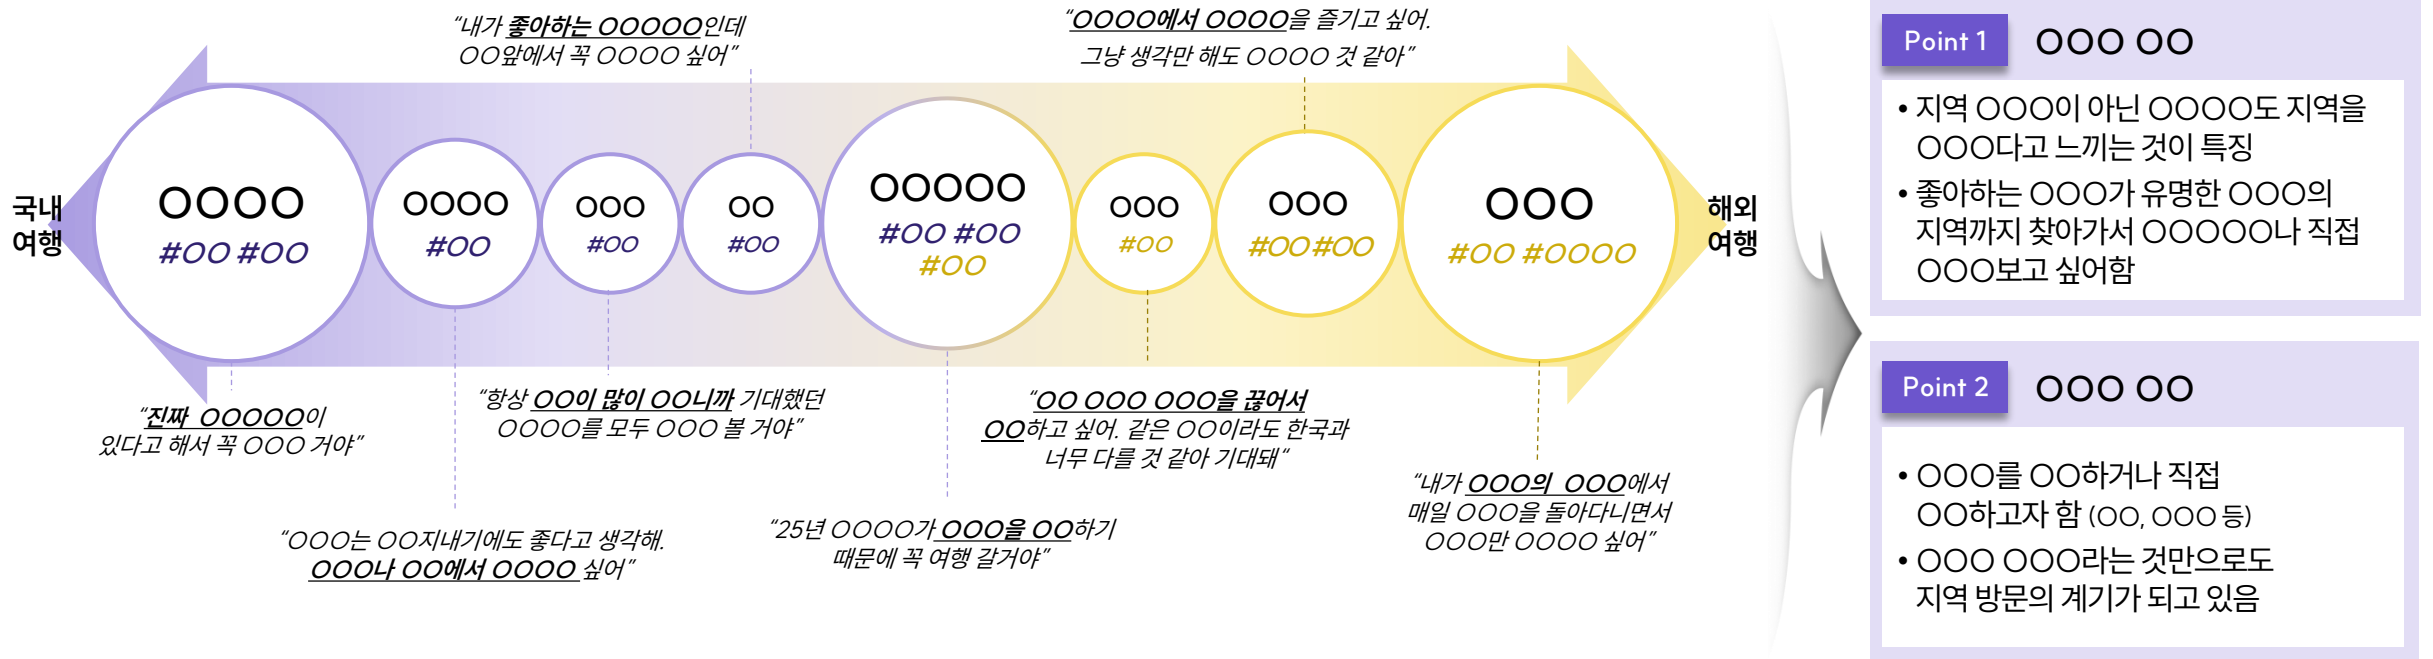 “내가 좋아하는 OOOOO인데
OO앞에서 꼭 OOOO 싶어”
“OOOO에서 OOOO을 즐기고 싶어.
그냥 생각만 해도 OOOO 것 같아”
국내
여행
OOOO
#OO #OO
OOOO
#OO
OOO
#OO
OO
#OO
OOOOO
#OO #OO
#OO
OOO
#OO
OOO
#OO #OO
OOO
#OO #OOOO
해외
여행
“진짜 OOOOO이
있다고 해서 꼭 OOO 거야”
“항상 OO이 많이 OO니까 기대했던
OOOO를 모두 OOO 볼 거야”
“OO OOO OOO을 끊어서
OO하고 싶어. 같은 OO이라도 한국과
너무 다를 것 같아 기대돼“
“내가 OOO의 OOO에서
매일 OOO을 돌아다니면서
OOO만 OOOO 싶어”
“OOO는 OO지내기에도 좋다고 생각해.
OOO나 OO에서 OOOO 싶어”
“25년 OOOO가 OOO을 OO하기
때문에 꼭 여행 갈거야”
Point 1
OOO OO
• 지역 OOO이 아닌 OOOO도 지역을
OOO다고 느끼는 것이 특징
• 좋아하는 OOO가 유명한 OOO의
지역까지 찾아가서 OOOOO나 직접
OOO보고 싶어함
Point 2
OOO OO
• OOO를 OO하거나 직접
OO하고자 함 (OO, OOO 등)
• OOO OOO라는 것만으로도
지역 방문의 계기가 되고 있음